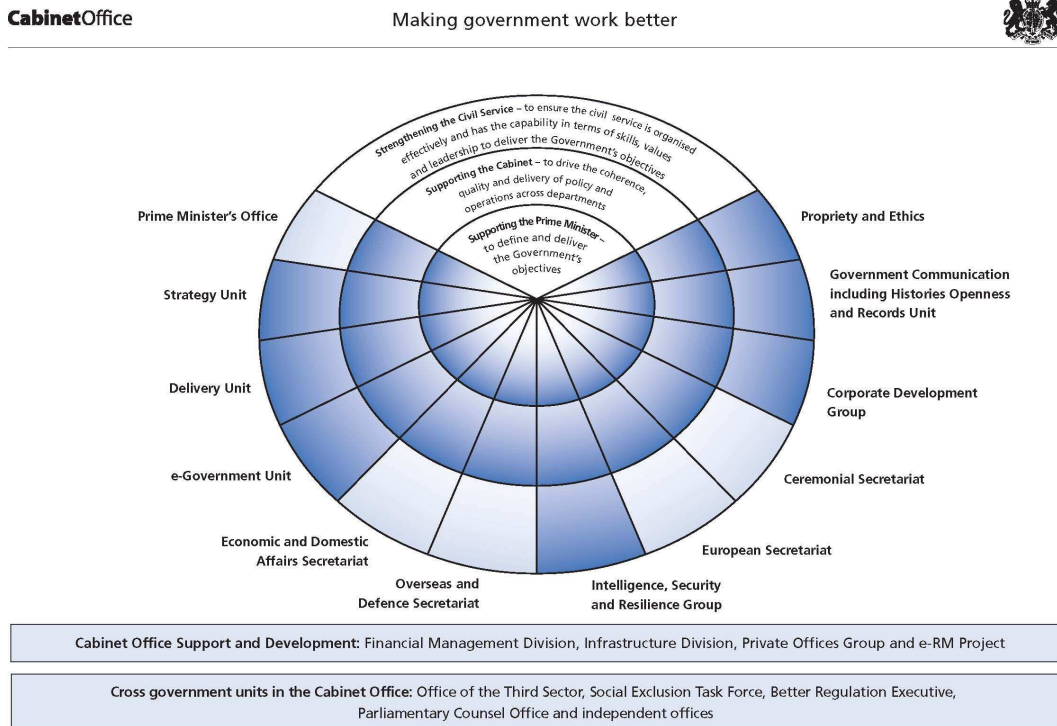 CabinetOffice
Making government work better
Strengthening the Civil Service – to ensure the civil service is organised
effectively and has the capability in terms of skills, values
and leadership to deliver the Government's objectives
Supporting the Cabinet – to drive the coherence,
quality and delivery of policy and
operations across departments
Supporting the Prime Minister –
to define and deliver
the Government's
objectives
Prime Minister's Office
Strategy Unit
Delivery Unit
e-Government Unit
Economic and Domestic
Affairs Secretariat
Overseas and
Defence Secretariat
Intelligence, Security
and Resilience Group
European Secretariat
Ceremonial Secretariat
Corporate Development
Group
Government Communication
including Histories Openness
and Records Unit
Propriety and Ethics
Cabinet Office Support and Development: Financial Management Division, Infrastructure Division, Private Offices Group and e-RM Project
Cross government units in the Cabinet Office: Office of the Third Sector, Social Exclusion Task Force, Better Regulation Executive,
Parliamentary Counsel Office and independent offices